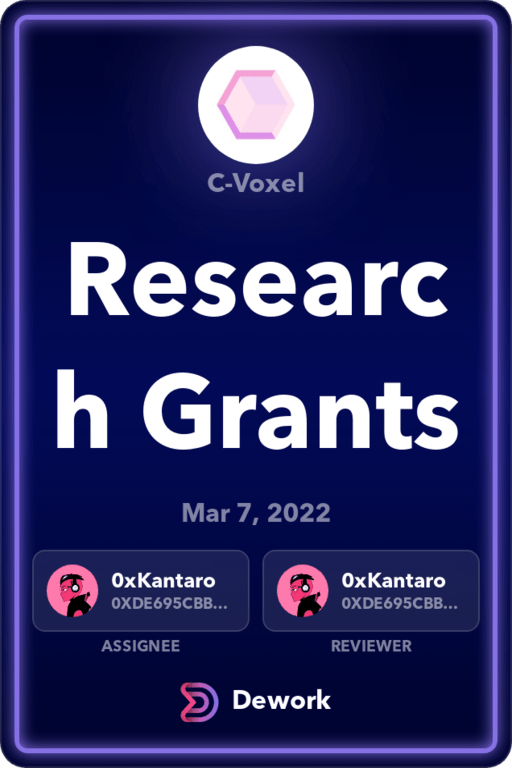 C-Voxel
Researc
h Grants
Mar 7, 2022
0xKantaro
0XDE695CBB...
ASSIGNEE
0xKantaro
0XDE695CBB...
REVIEWER
Dework